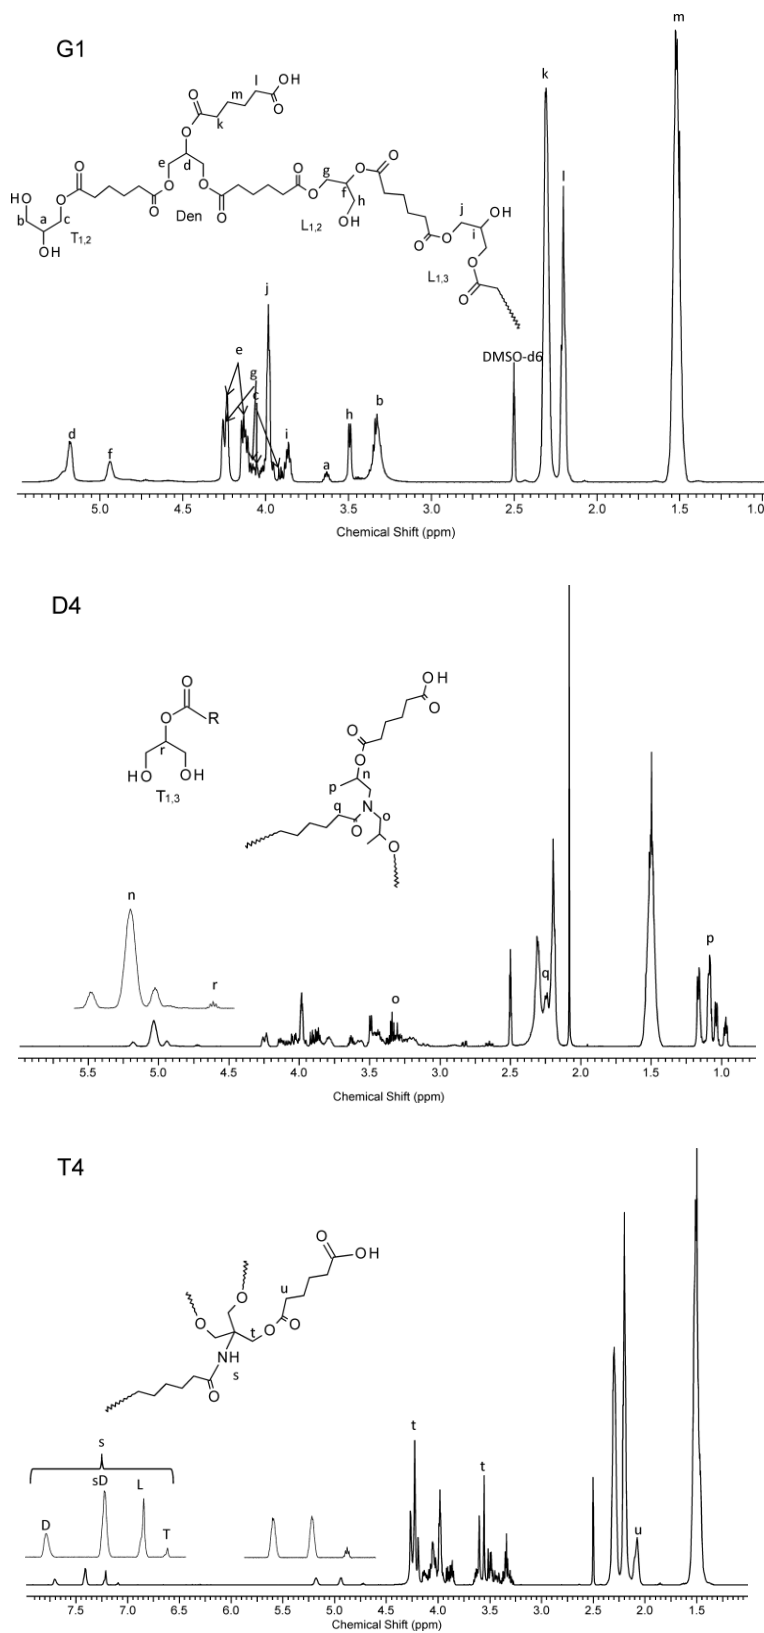 G1
m
k
l
O
OH
l
m
O
O
k
O
e
d
O
O
O
O
O
g
O
O
HO
O
O
O
O
O
f
h
a
b
c
OH
T1,2
Den
O
L1,2
OH
O
O
j
OH
i
O
O
L1,3
j
DMSO-d6
e
g
c
b
h
d
f
i
a
5.0 4.5 4.0 3.5 3.0 2.5 2.0 1.5 1.0
Chemical Shift (ppm)
D4
O
O
R
r
HO
OH
T1,3
OH
O
O
O
n
p
q
N
o
O
O
n
r
o
q
p
5.5 5.0 4.5 4.0 3.5 3.0 2.5 2.0 1.5 1.0
Chemical Shift (ppm)
T4
O
OH
O
u
O
O
O
t
NH
s
O
s
sD
L
D
T
t
t
u
7.5 7.0 6.5 6.0 5.5 5.0 4.5 4.0 3.5 3.0 2.5 2.0 1.5
Chemical Shift (ppm)